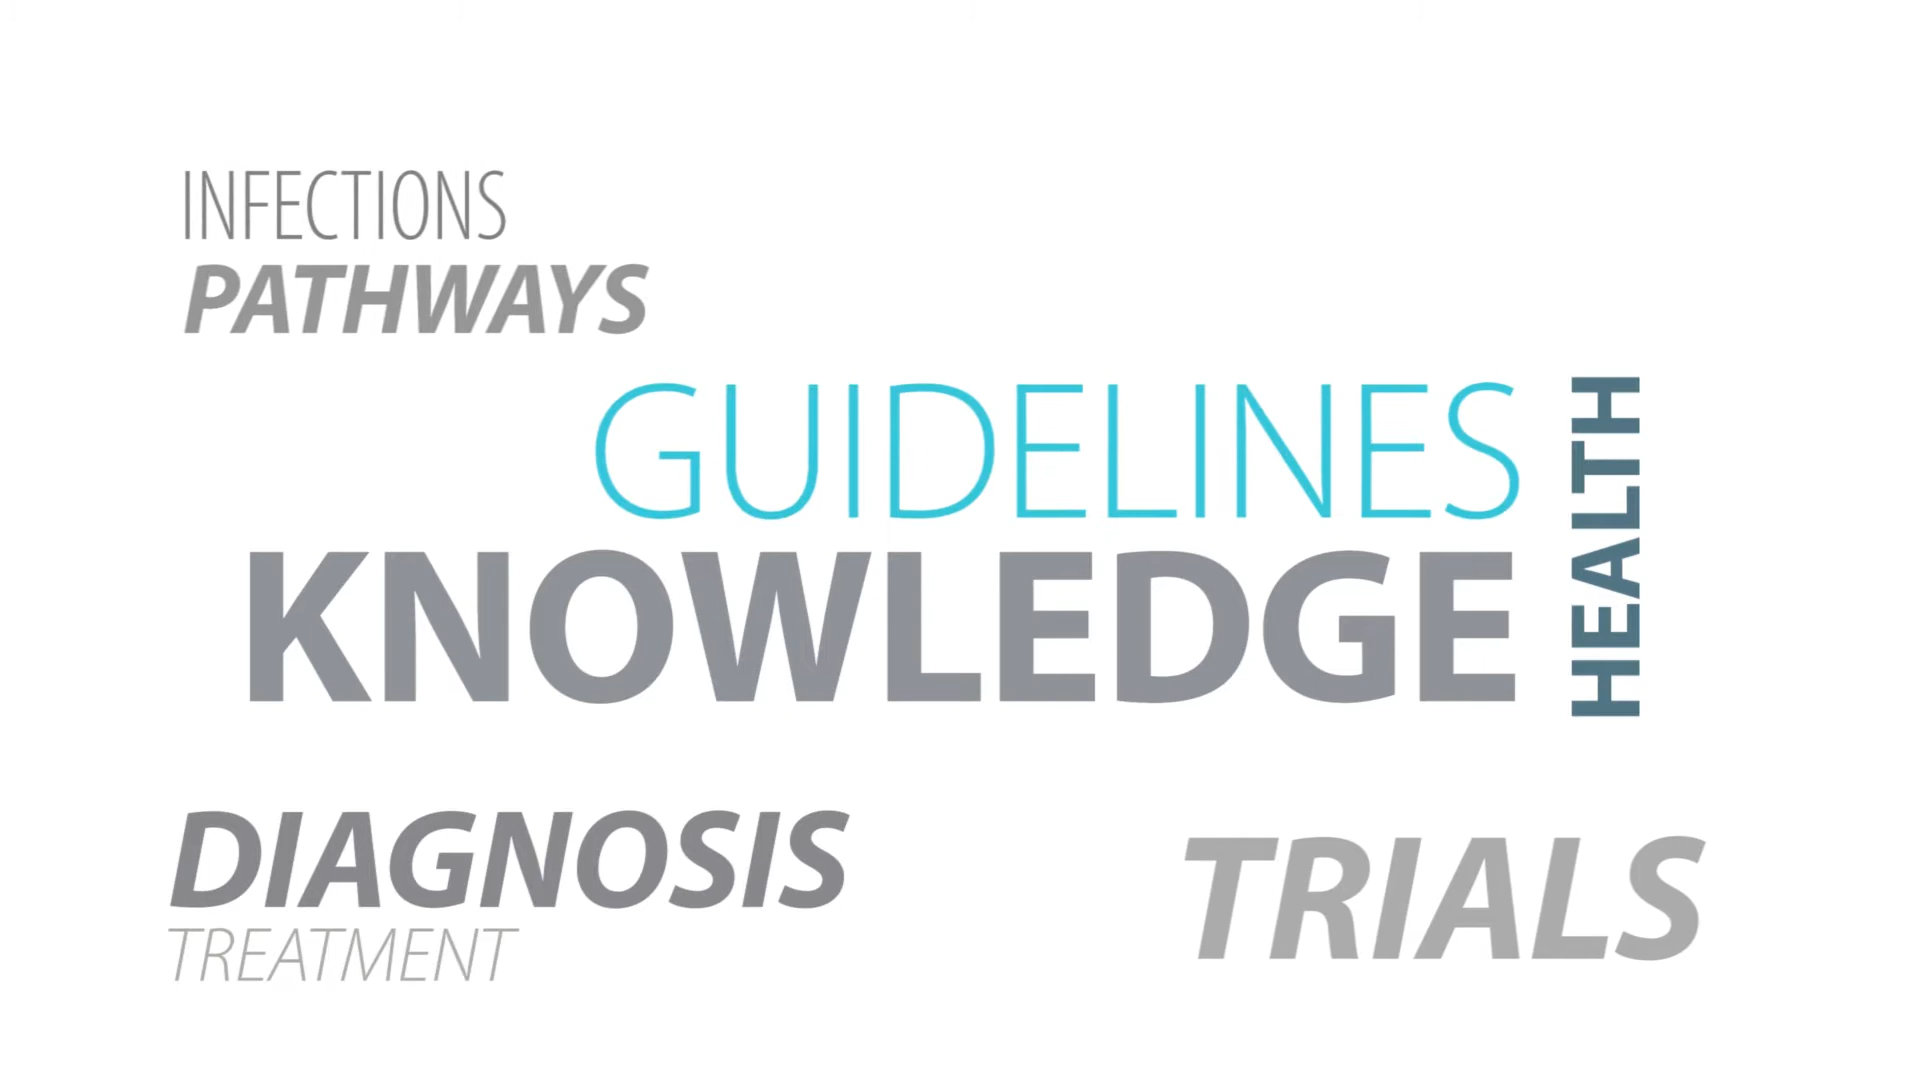 INFECTIONS
PATHWAYS
GUIDELINES
HEALTH
KNOWLEDGE
DIAGNOSIS
TREATMENT
TRIALS